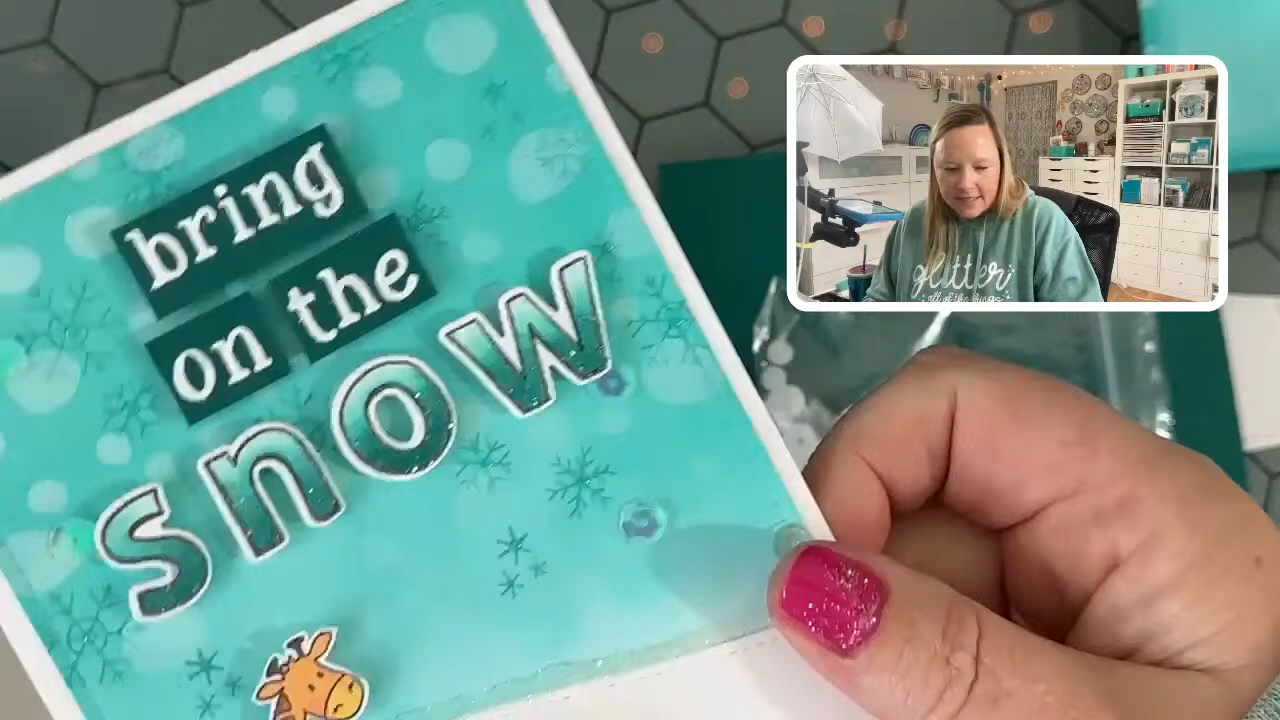 bring
on the
snow
glitter
all of the things